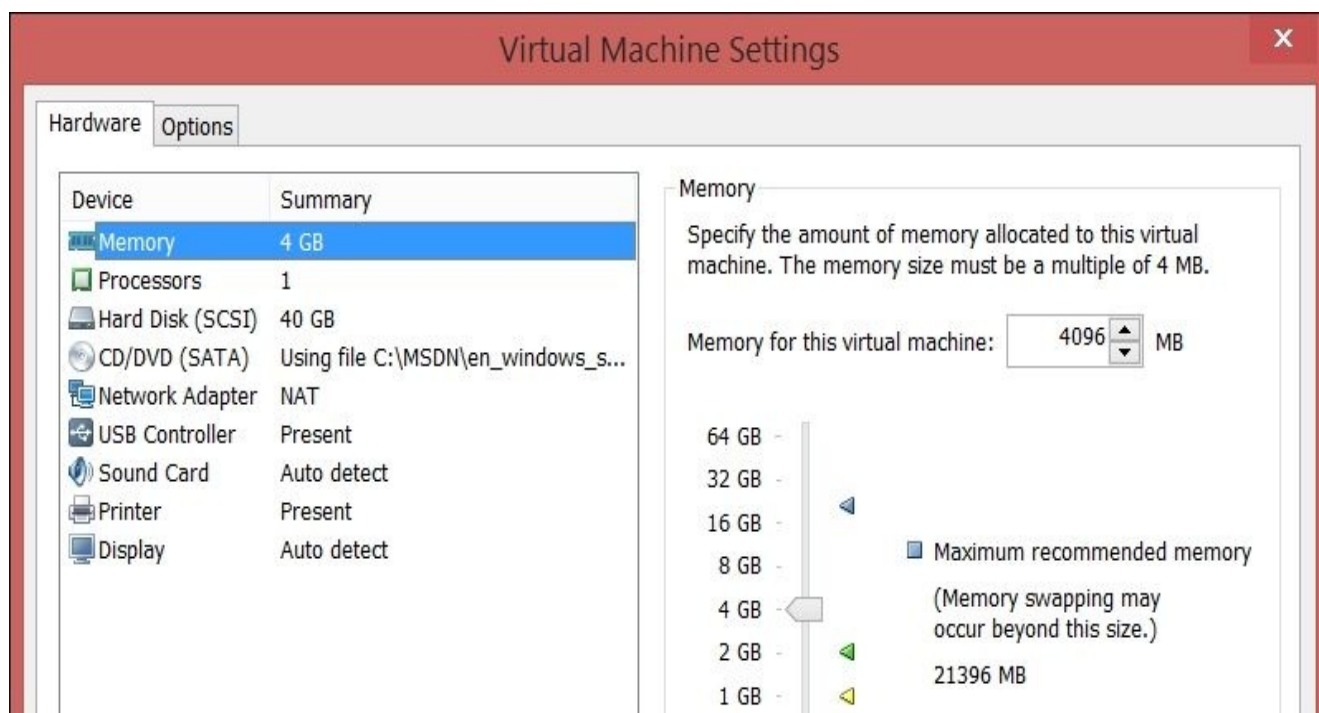 Virtual Machine Settings
X
Hardware Options
Device Summary
Memory 4 GB
Processors 1
Hard Disk (SCSI) 40 GB
CD/DVD (SATA) Using file C:\MSDN\en_windows_s...
Network Adapter NAT
USB Controller Present
Sound Card Auto detect
Printer Present
Display Auto detect
Memory
Specify the amount of memory allocated to this virtual
machine. The memory size must be a multiple of 4 MB.
Memory for this virtual machine: 4096 MB
64 GB
32 GB
16 GB
8 GB
4 GB
2 GB
1 GB
Maximum recommended memory
(Memory swapping may
occur beyond this size.)
21396 MB